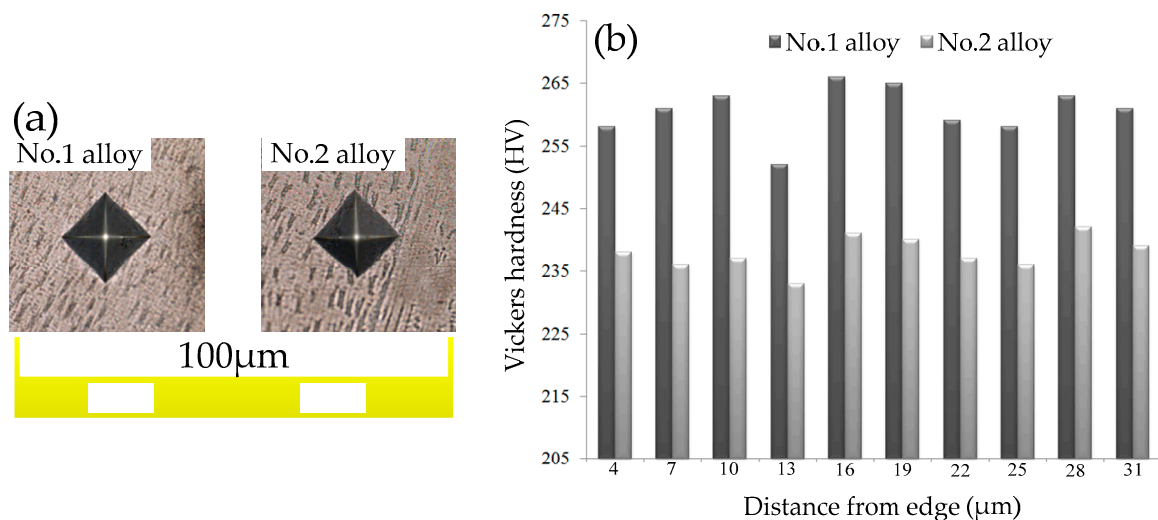 (a)
No.1 alloy
No.2 alloy
100μm
(b)
No.1 alloy
No.2 alloy
Vickers hardness (HV)
275
265
255
245
235
225
215
205
4 7 10 13 16 19 22 25 28 31
Distance from edge (μm)